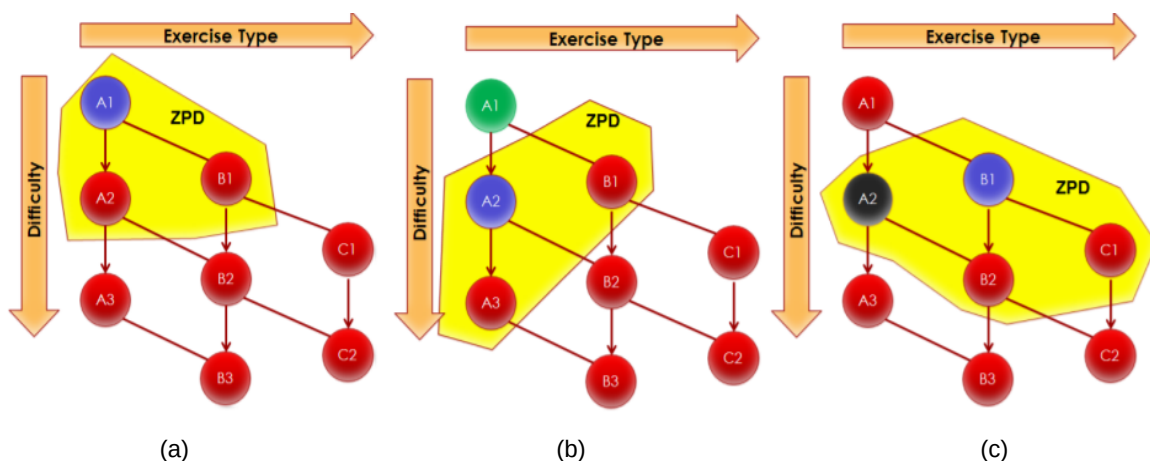 Exercise Type
Difficulty
ZPD
A1
A2
B1
A3
B2
C1
B3
C2
(a)
Exercise Type
Difficulty
ZPD
A1
A2
B1
A3
B2
C1
B3
C2
(b)
Exercise Type
Difficulty
ZPD
A1
A2
B1
A3
B2
C1
B3
C2
(c)